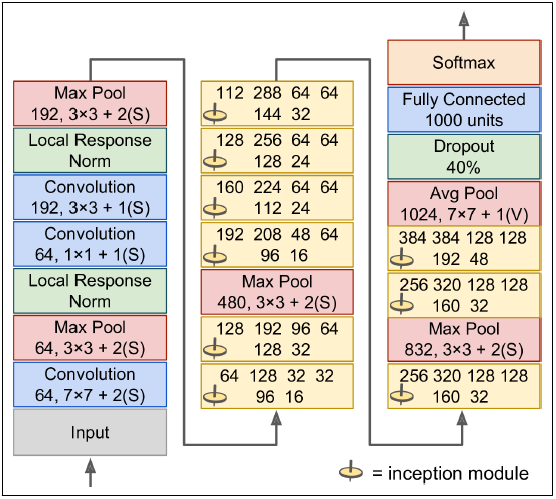 Max Pool
192, 3×3 + 2(S)
Local Response
Norm
Convolution
192, 3×3 + 1(S)
Convolution
64, 1×1 + 1(S)
Local Response
Norm
Max Pool
64, 3×3 + 2(S)
Convolution
64, 7×7 + 2(S)
Input
112 288 64 64
144 32
128 256 64 64
128 24
160 224 64 64
112 24
192 208 48 64
96 16
Max Pool
480, 3×3 + 2(S)
128 192 96 64
128 32
64 128 32 32
96 16
Softmax
Fully Connected
1000 units
Dropout
40%
Avg Pool
1024, 7×7 + 1(V)
384 384 128 128
192 48
256 320 128 128
160 32
Max Pool
832, 3×3 + 2(S)
256 320 128 128
160 32
= inception module